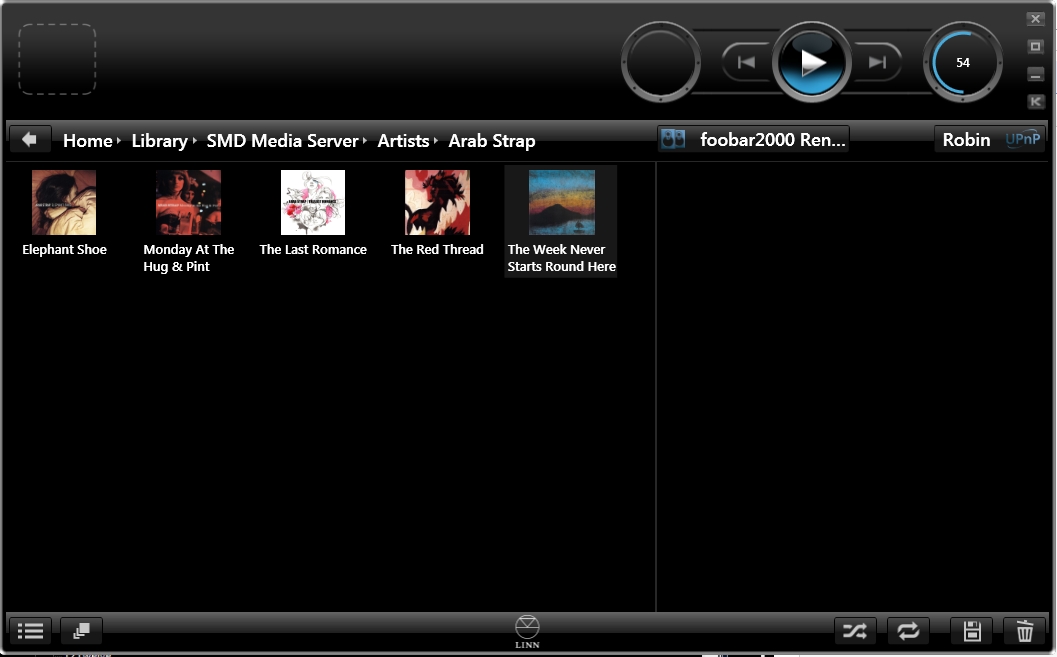 54
Home Library SMD Media Server Artists Arab Strap
foobar2000 Ren...
Robin UPnP
Elephant Shoe
Monday At The
Hug & Pint
The Last Romance
The Red Thread
The Week Never
Starts Round Here
LINN